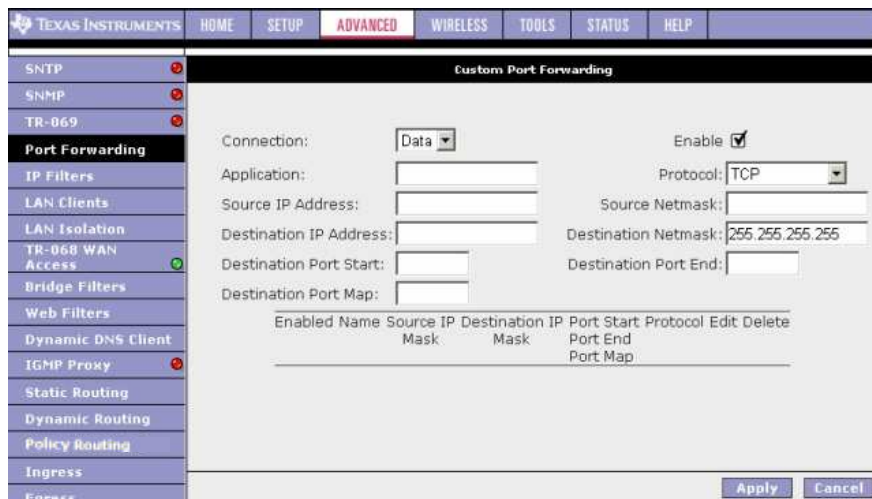 TEXAS INSTRUMENTS HOME SETUP ADVANCED WIRELESS TOOLS STATUS HELP
SNTP
SNMP
TR-069
Port Forwarding
IP Filters
LAN Clients
LAN Isolation
TR-068 WAN
Access
Bridge Filters
Web Filters
Dynamic DNS Client
IGMP Proxy
Static Routing
Dynamic Routing
Policy Routing
Ingress
Egress
Custom Port Forwarding
Connection: Data Enable
Application: Protocol: TCP
Source IP Address: Source Netmask:
Destination IP Address: Destination Netmask: 255.255.255.255
Destination Port Start: Destination Port End:
Destination Port Map:
Enabled Name Source IP Destination IP Port Start Protocol Edit Delete
Mask Mask Port End
Port Map
Apply Cancel